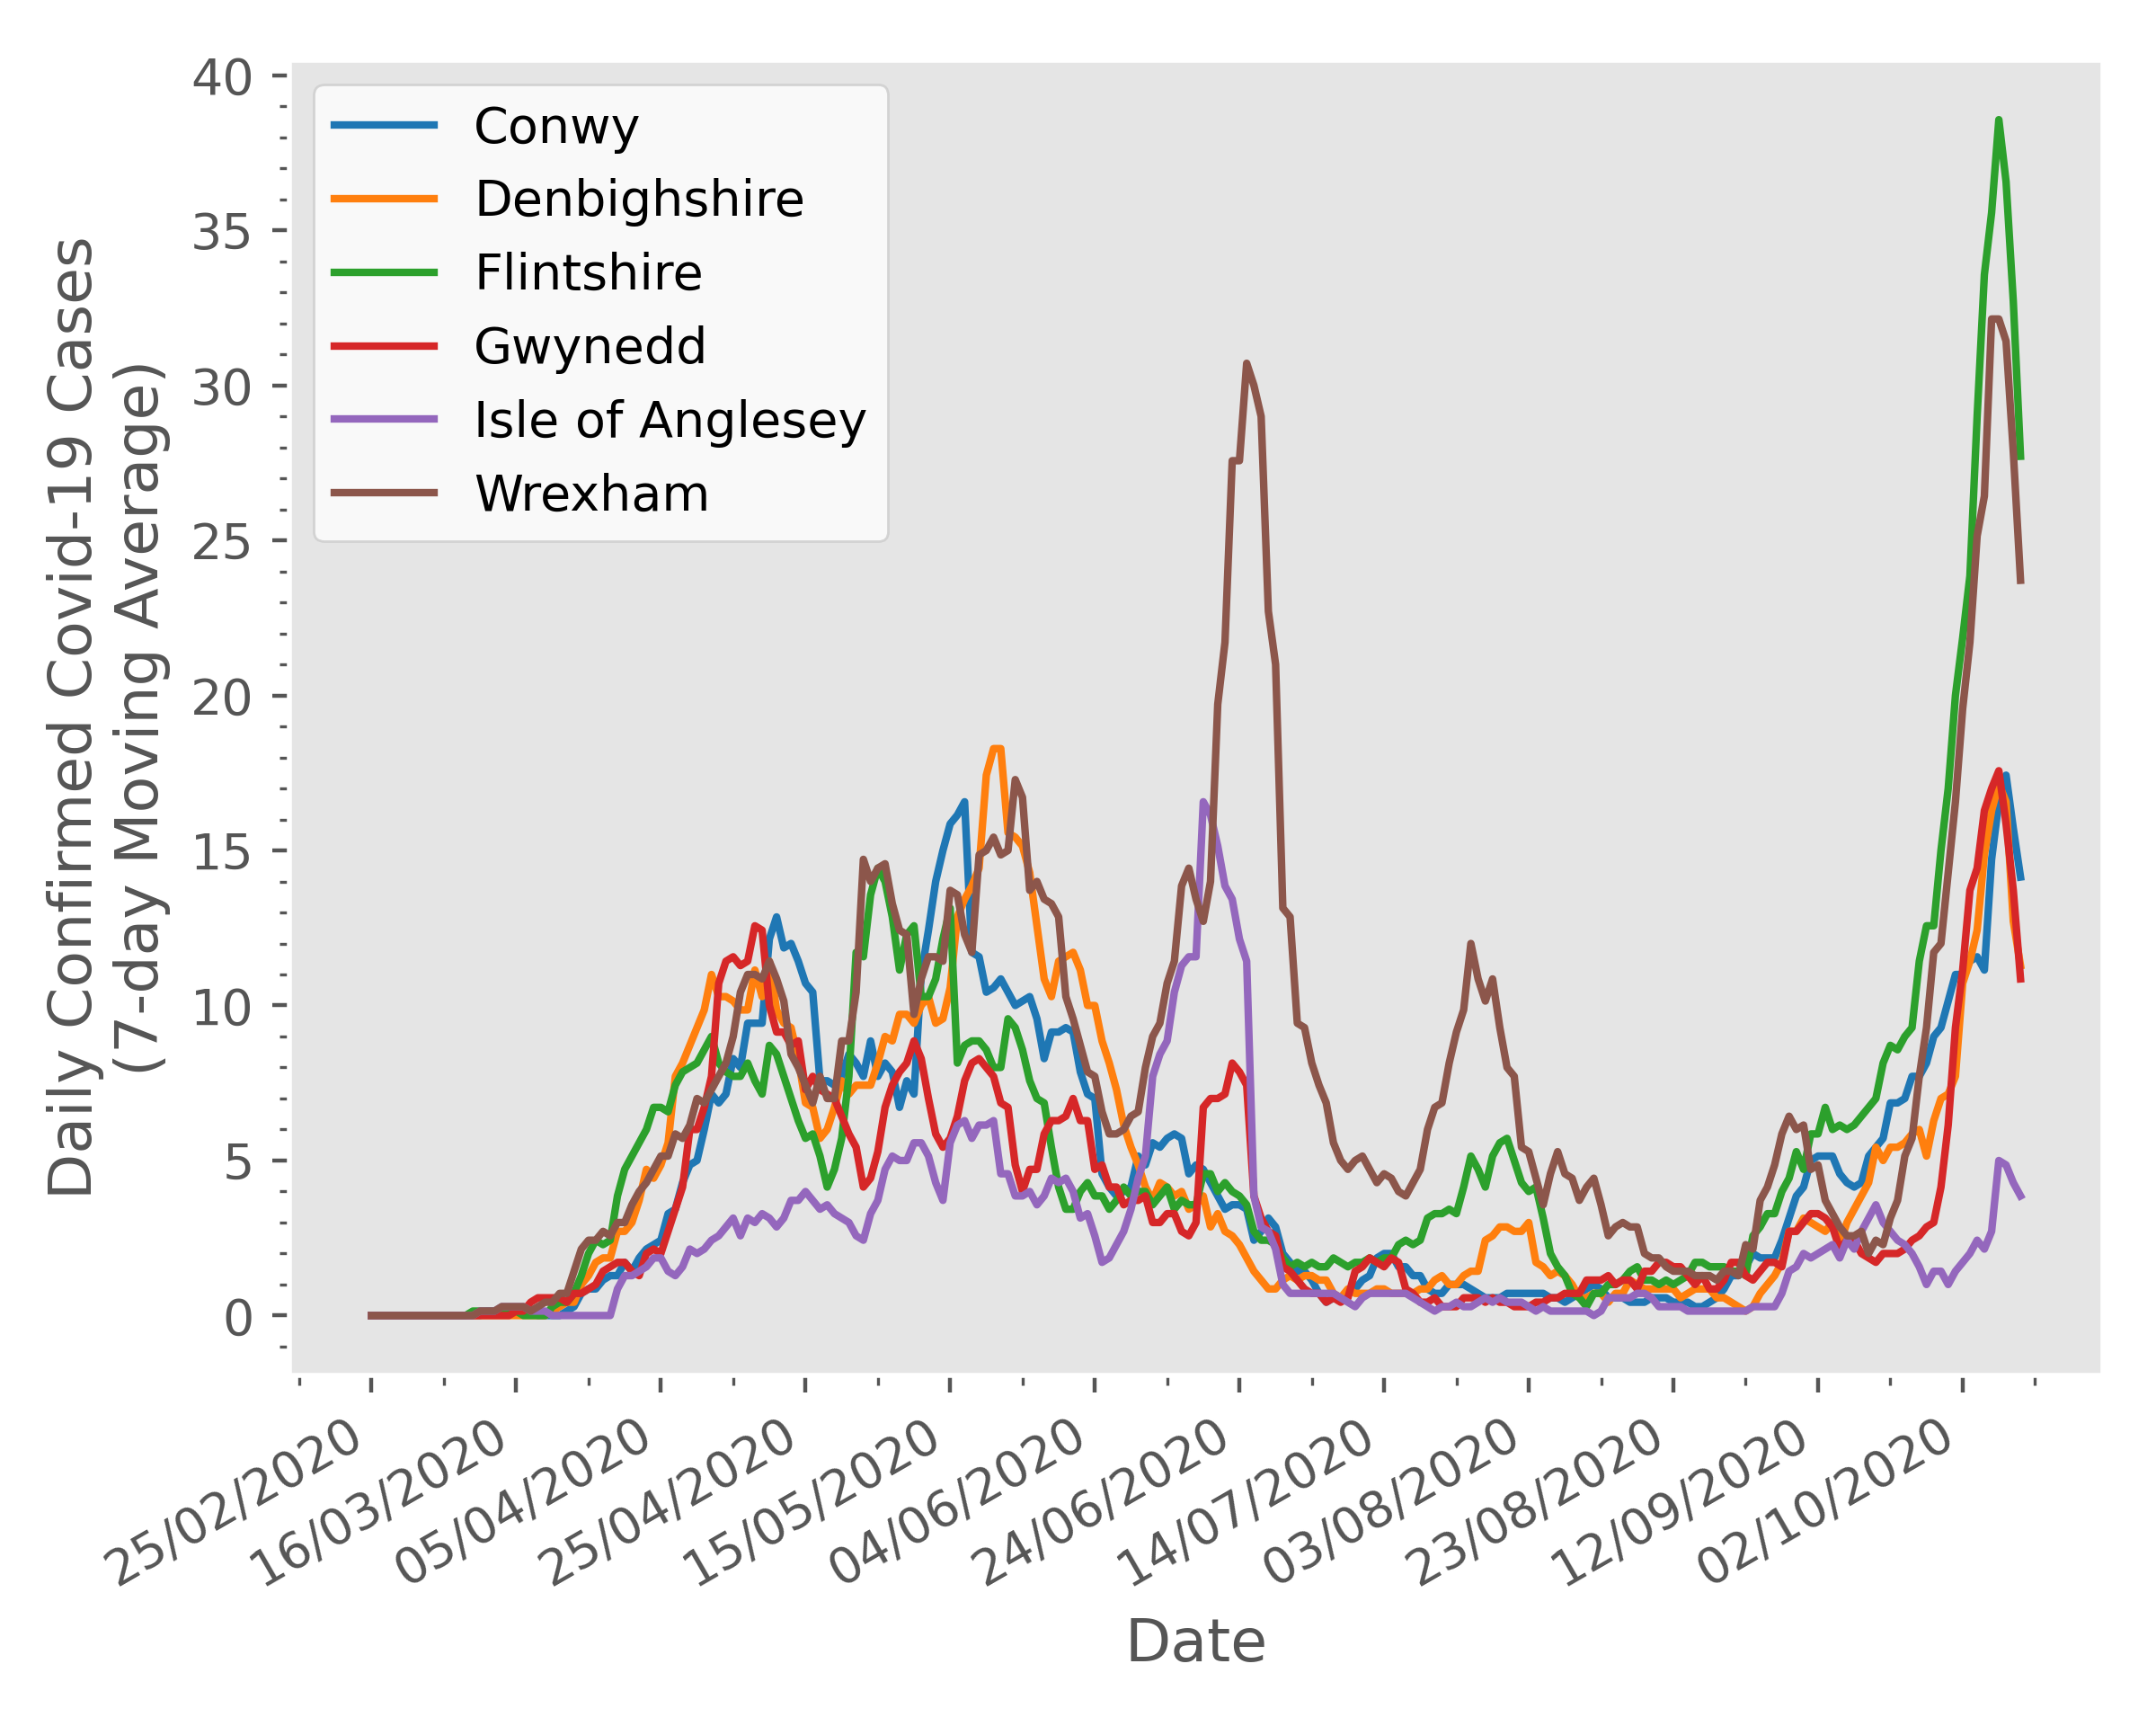 Daily Confirmed Covid-19 Cases
(7-day Moving Average)
40
35
30
25
20
15
10
5
0
Conwy
Denbighshire
Flintshire
Gwynedd
Isle of Anglesey
Wrexham
25/02/2020
16/03/2020
05/04/2020
25/04/2020
15/05/2020
04/06/2020
24/06/2020
14/07/2020
03/08/2020
23/08/2020
12/09/2020
02/10/2020
Date